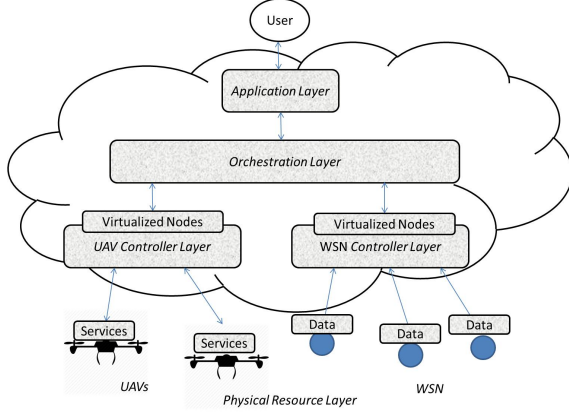 User
Application Layer
Orchestration Layer
Virtualized Nodes
UAV Controller Layer
Virtualized Nodes
WSN Controller Layer
Services
Services
Data
Data
Data
UAVs
Physical Resource Layer
WSN